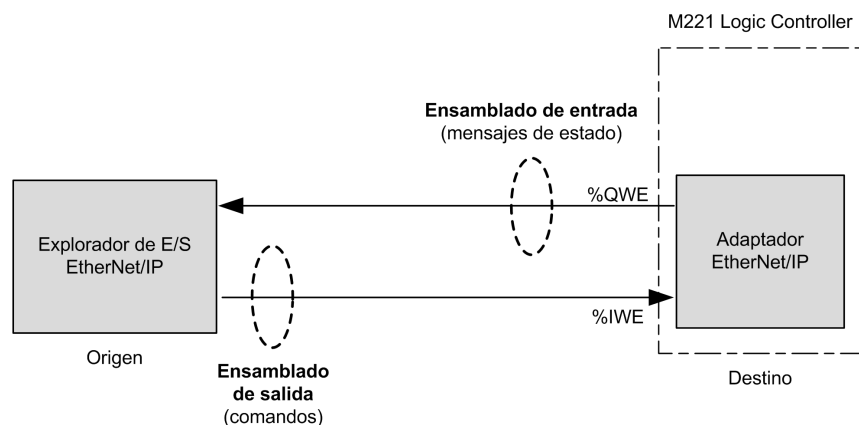 M221 Logic Controller
Ensamblado de entrada
(mensajes de estado)
%QWE
Explorador de E/S
EtherNet/IP
Adaptador
EtherNet/IP
%IWE
Origen
Ensamblado
de salida
(comandos)
Destino